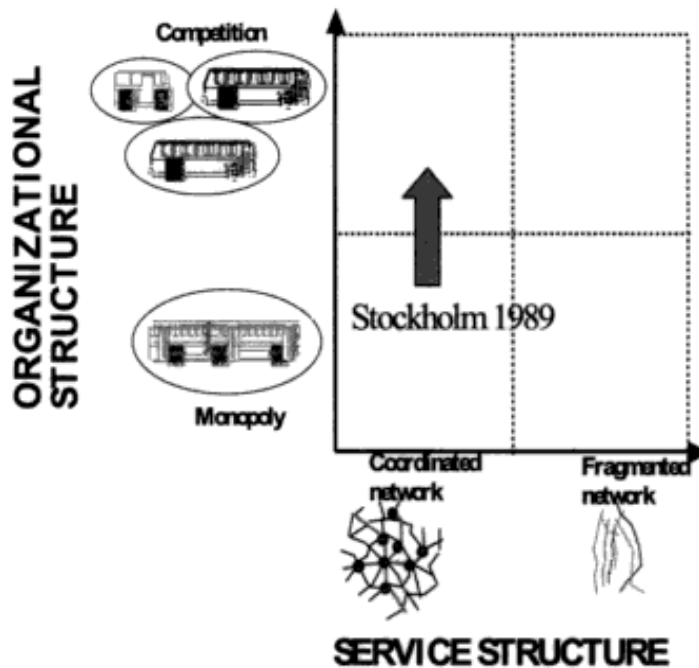 Competition
ORGANIZATIONAL
STRUCTURE
Stockholm 1989
Monopoly
Coordinated
network
Fragmented
network
SERVICE STRUCTURE